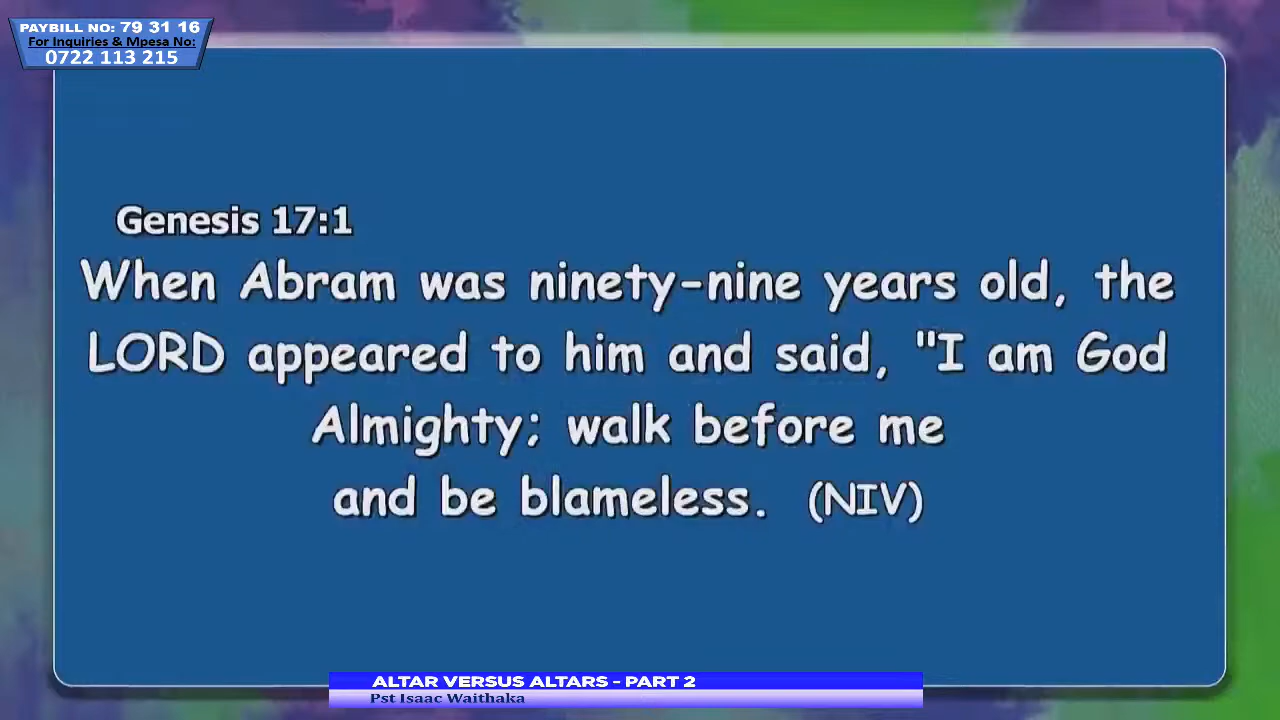 PAYBILL NO: 79 31 16
For Inquiries & Mpesa No:
0722 113 215
Genesis 17:1
When Abram was ninety-nine years old, the
LORD appeared to him and said, "I am God
Almighty; walk before me
and be blameless. (NIV)
ALTAR VERSUS ALTARS - PART 2
Pst Isaac Waithaka